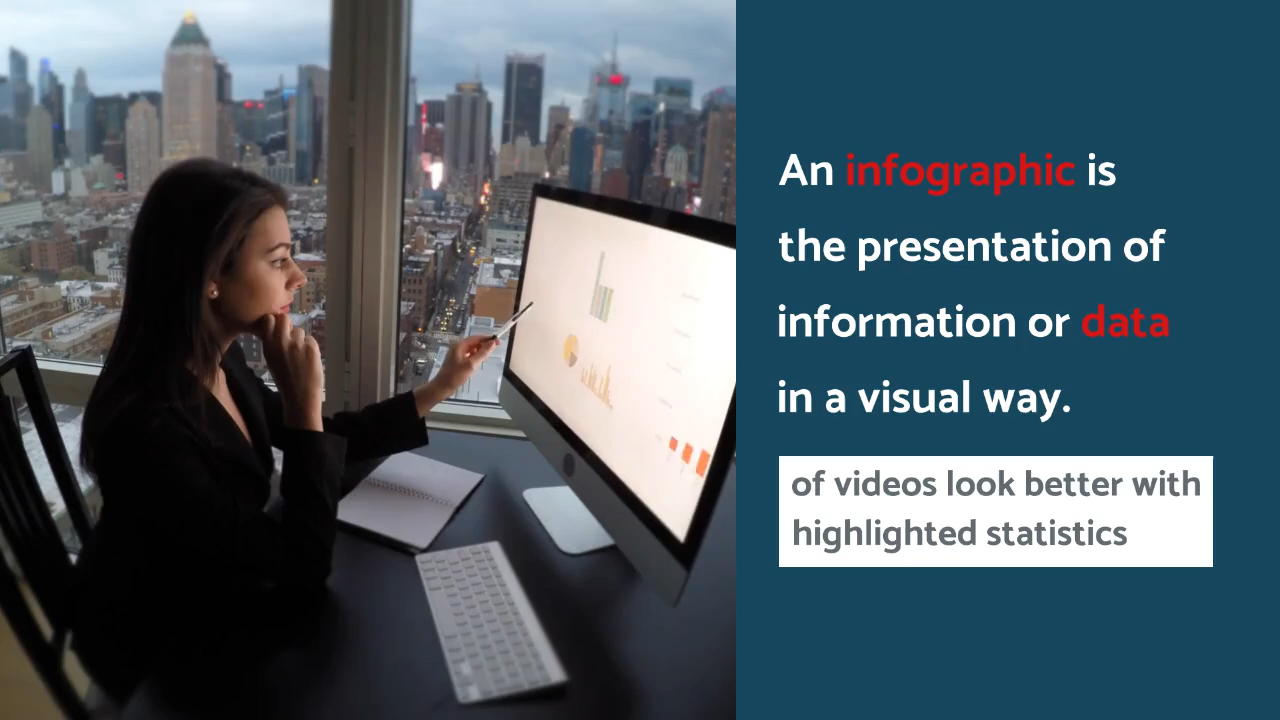 An infographic is
the presentation of
information or data
in a visual way.
of videos look better with
highlighted statistics